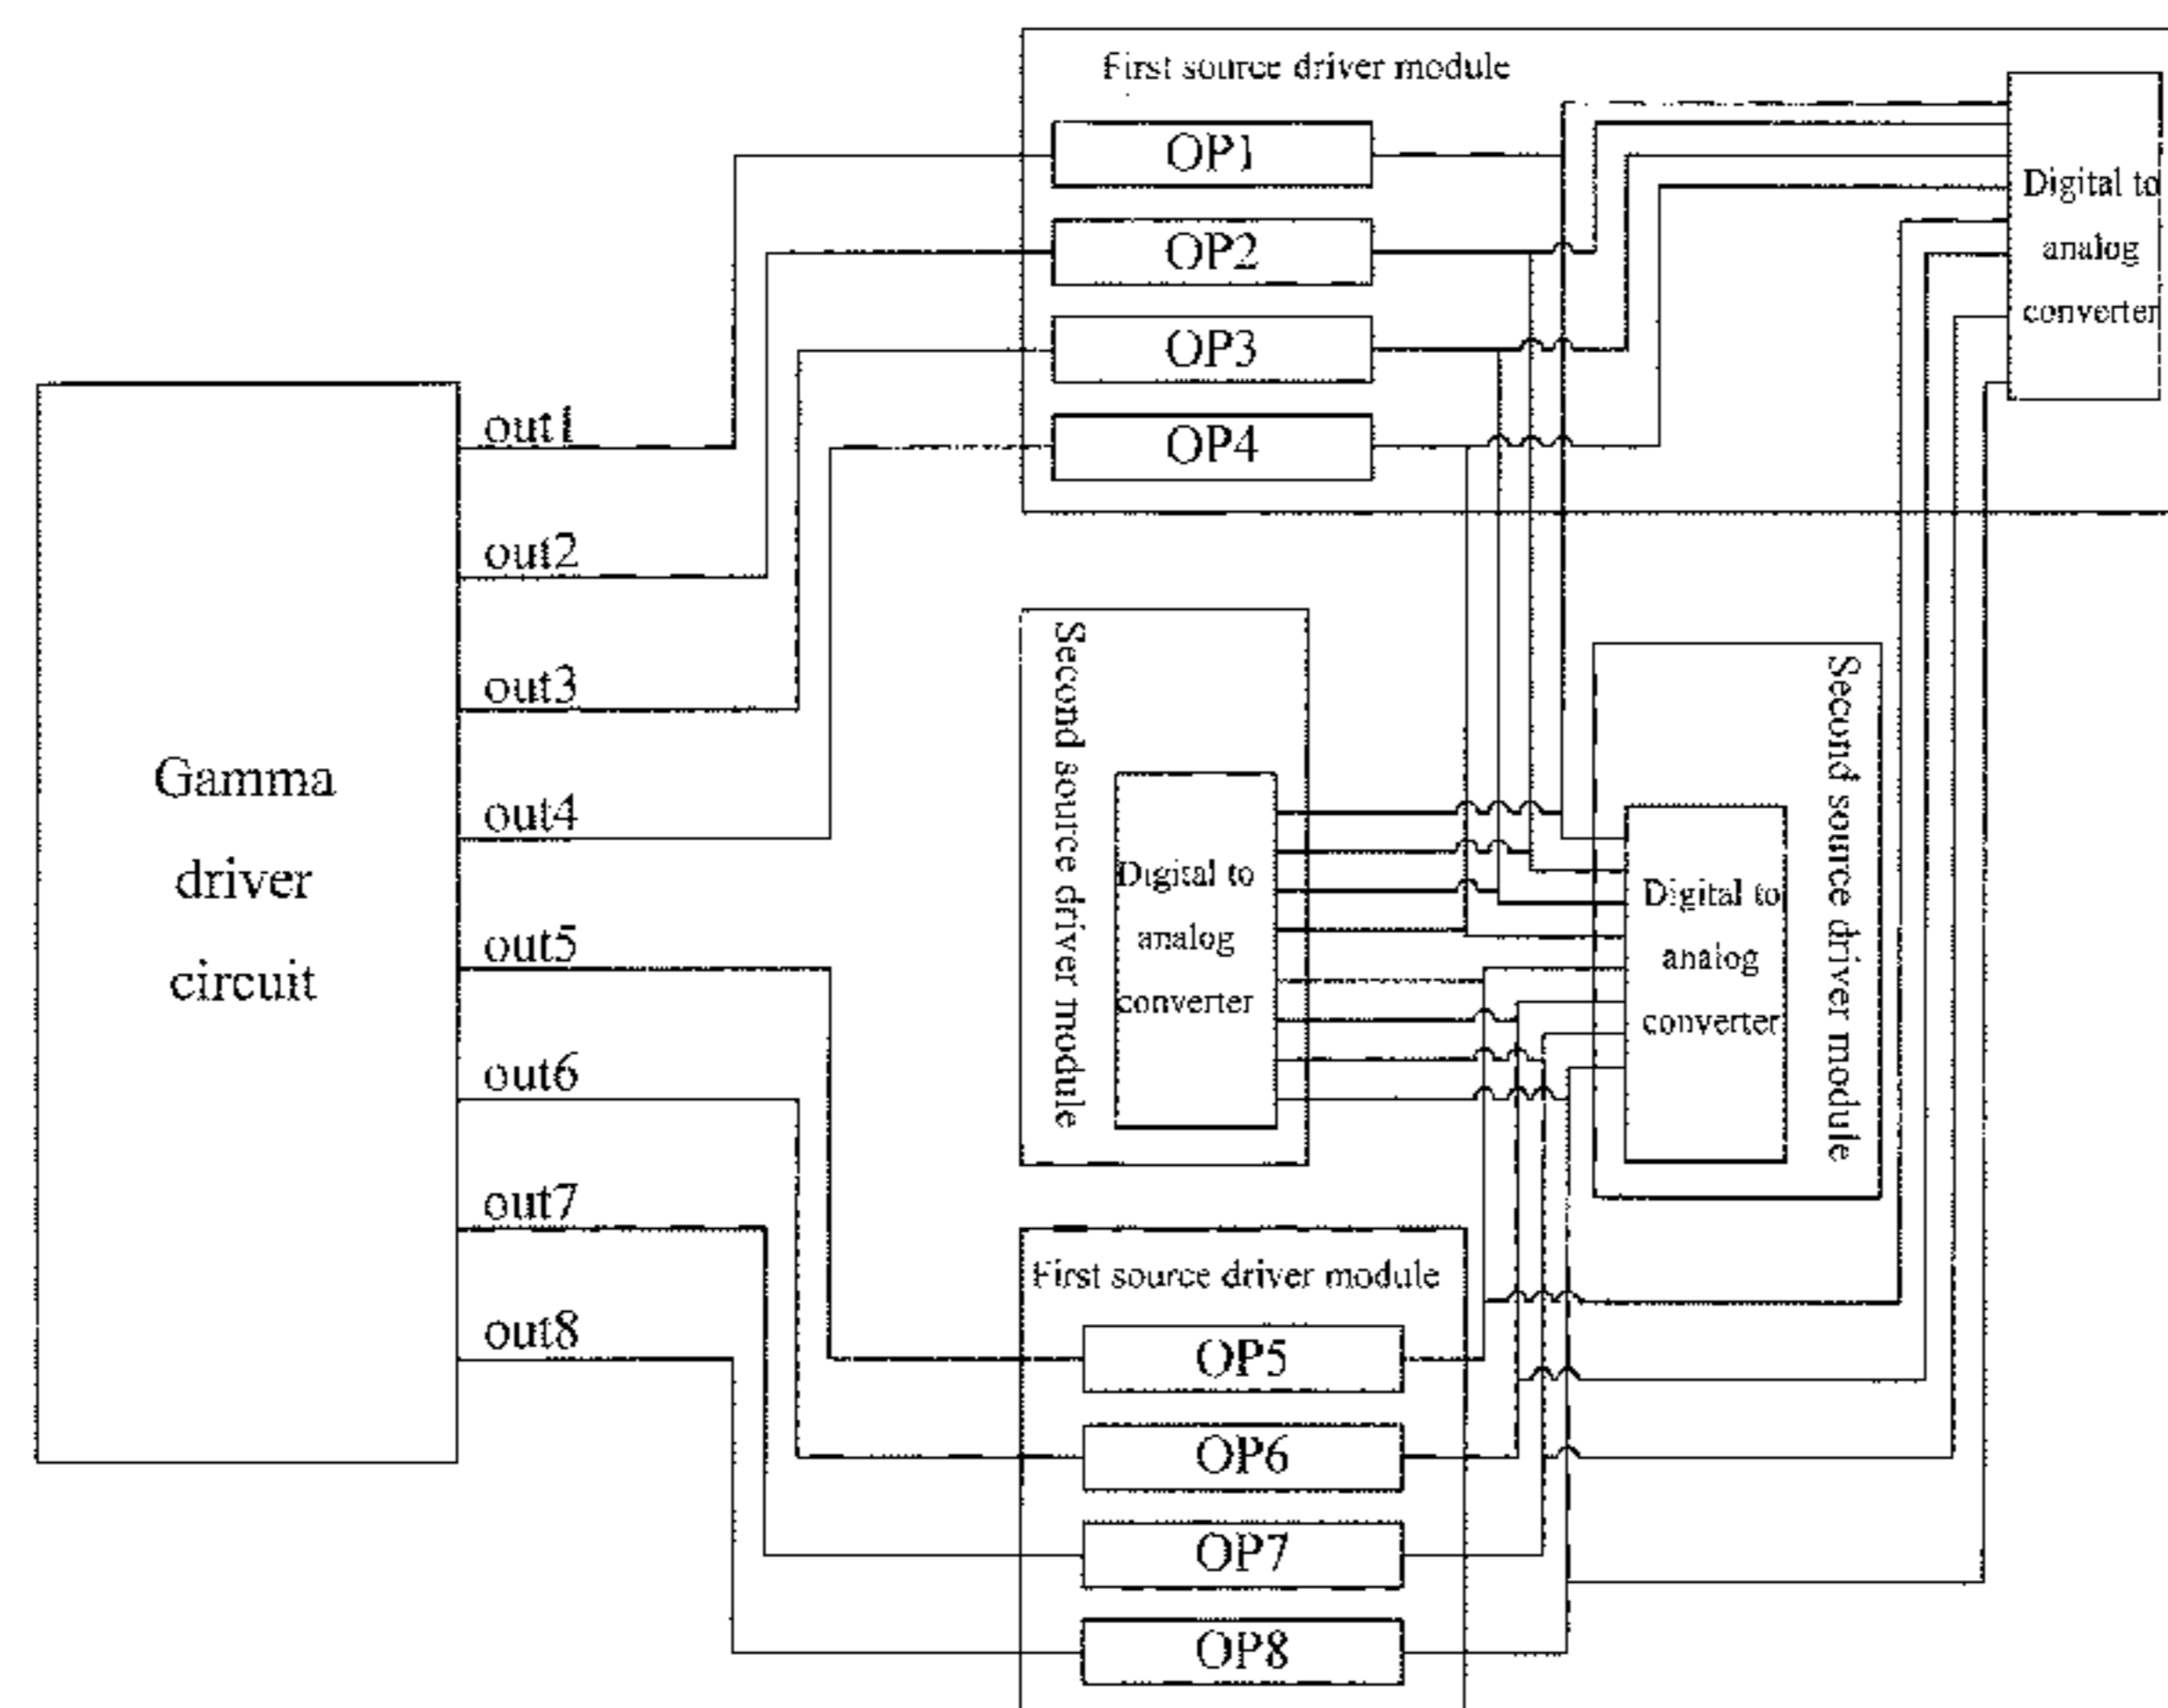 First source driver module
OP1
OP2
OP3
OP4
Digital to
analog
converter
Gamma
driver
circuit
out1
out2
out3
out4
out5
out6
out7
out8
Second source driver module
Digital to
analog
converter
Second source driver module
Digital to
analog
converter
First source driver module
OP5
OP6
OP7
OP8